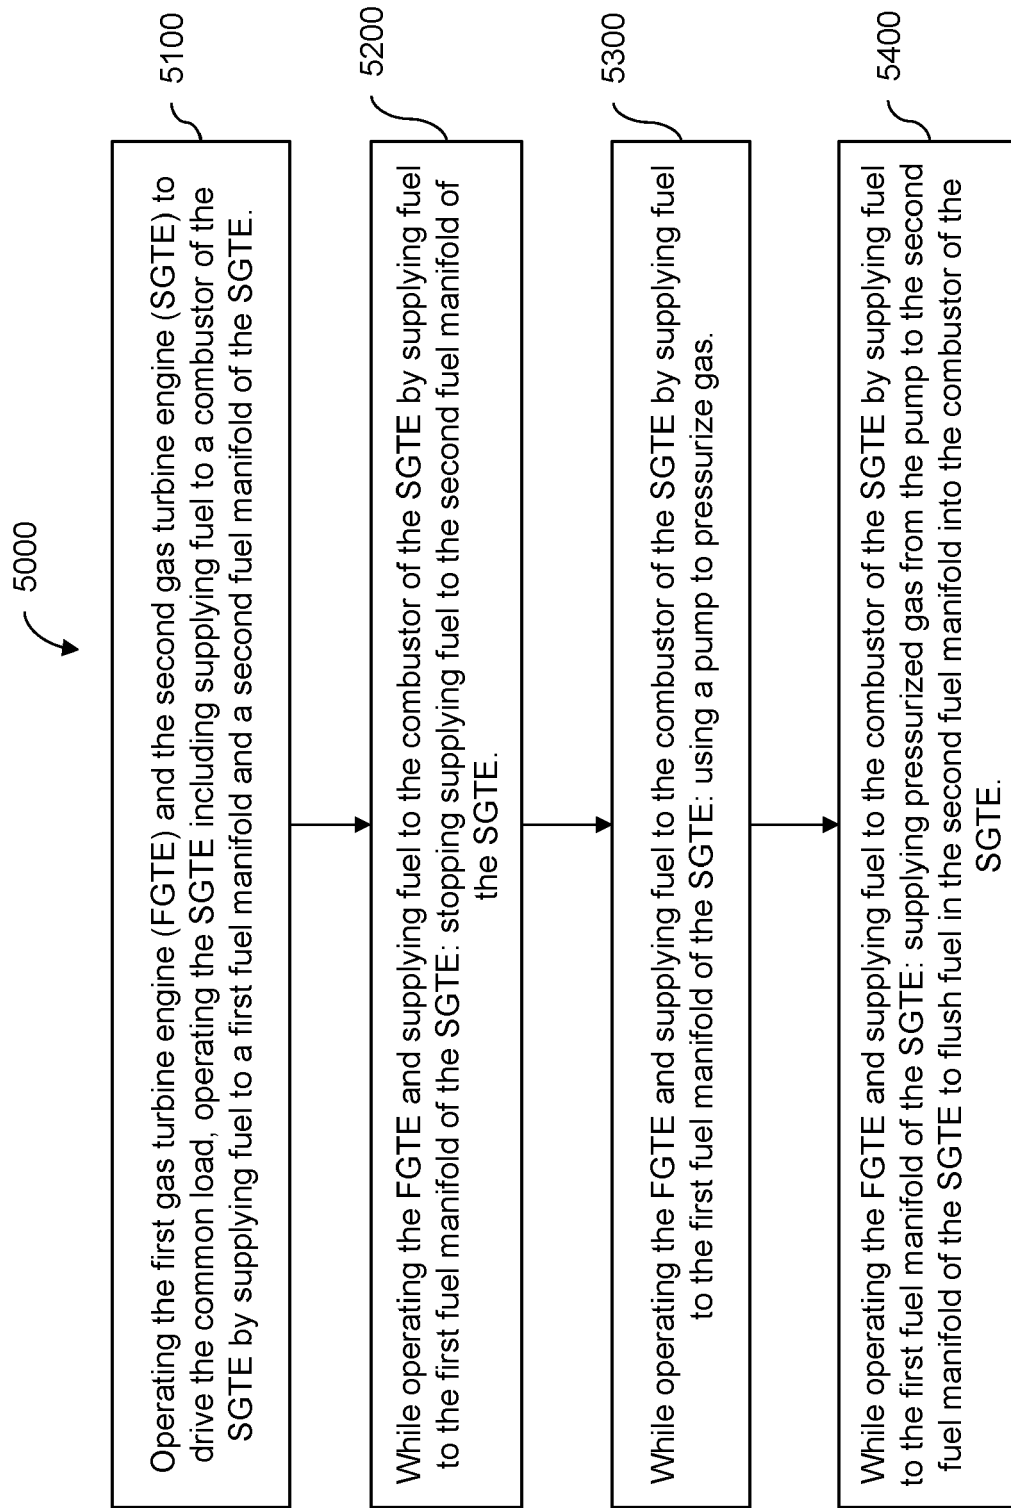 5000
5100
Operating the first gas turbine engine (FGTE) and the second gas turbine engine (SGTE) to
drive the common load, operating the SGTE including supplying fuel to a combustor of the
SGTE by supplying fuel to a first fuel manifold and a second fuel manifold of the SGTE.
5200
While operating the FGTE and supplying fuel to the combustor of the SGTE by supplying fuel
to the first fuel manifold of the SGTE: stopping supplying fuel to the second fuel manifold of
the SGTE.
5300
While operating the FGTE and supplying fuel to the combustor of the SGTE by supplying fuel
to the first fuel manifold of the SGTE: using a pump to pressurize gas.
5400
While operating the FGTE and supplying fuel to the combustor of the SGTE by supplying fuel
to the first fuel manifold of the SGTE: supplying pressurized gas from the pump to the second
fuel manifold of the SGTE to flush fuel in the second fuel manifold into the combustor of the
SGTE.